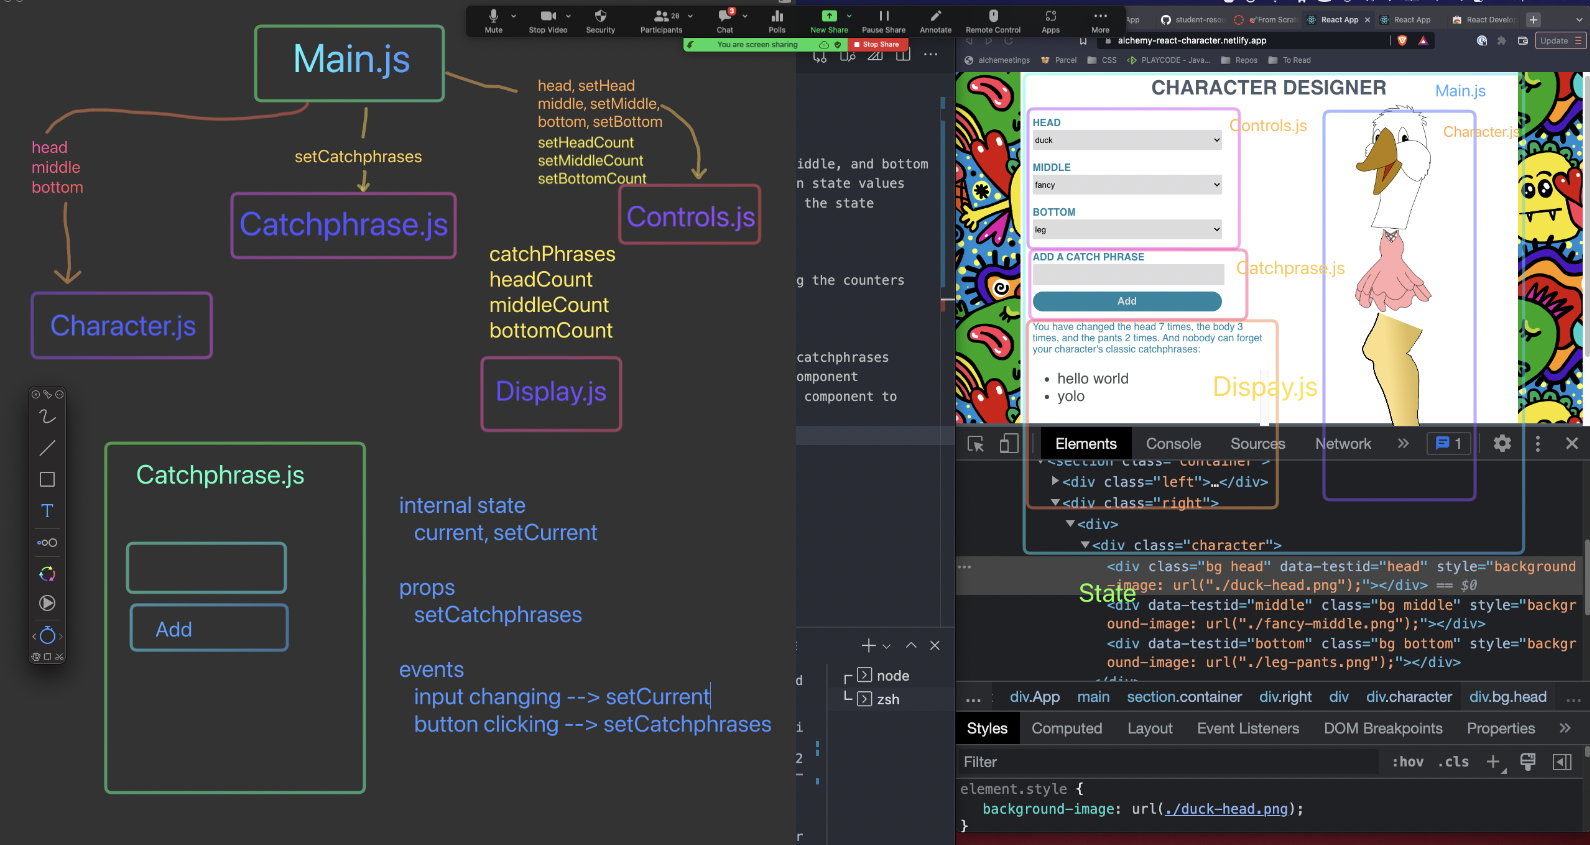 Main.js
head
middle
bottom
setCatchphrases
head, setHead
middle, setMiddle,
bottom, setBottom
setHeadCount
setMiddleCount
setBottomCount
Catchphrase.js
Controls.js
catchPhrases
headCount
middleCount
bottomCount
Character.js
Display.js
Catchphrase.js
Add
internal state
current, setCurrent
props
setCatchphrases
events
input changing --> setCurrent
button clicking --> setCatchphrases
Mute
Stop Video
Security
28
Participants
3
Chat
Polls
New Share
Pause Share
Annotate
Remote Control
Apps
More
You are screen sharing
Stop Share
iddle, and bottom
n state values
the state
g the counters
catchphrases
omponent
component to
node
zsh
App
student-reso
From Scrat
React App
React App
React Develo
alchemy-react-character.netlify.app
Update
alchemeetings
Parcel
CSS
PLAYCODE - Java...
Repos
To Read
CHARACTER DESIGNER
Main.js
HEAD
duck
Controls.js
Character.js
MIDDLE
fancy
BOTTOM
leg
ADD A CATCH PHRASE
Catchprase.js
Add
You have changed the head 7 times, the body 3
times, and the pants 2 times. And nobody can forget
your character's classic catchphrases:
• hello world
• yolo
Dispay.js
Elements
Console
Sources
Network
1
<section class="container">
<div class="left">…</div>
<div class="right">
<div>
<div class="character">
<div class="bg head" data-testid="head" style="background
-image: url("./duck-head.png");"></div> == $0
State
<div data-testid="middle" class="bg middle" style="backgr
ound-image: url("./fancy-middle.png");"></div>
<div data-testid="bottom" class="bg bottom" style="backgr
ound-image: url("./leg-pants.png");"></div>
... div.App main section.container div.right div div.character div.bg.head ...
Styles
Computed
Layout
Event Listeners
DOM Breakpoints
Properties
Filter
:hov .cls
element.style {
background-image: url(./duck-head.png);
}